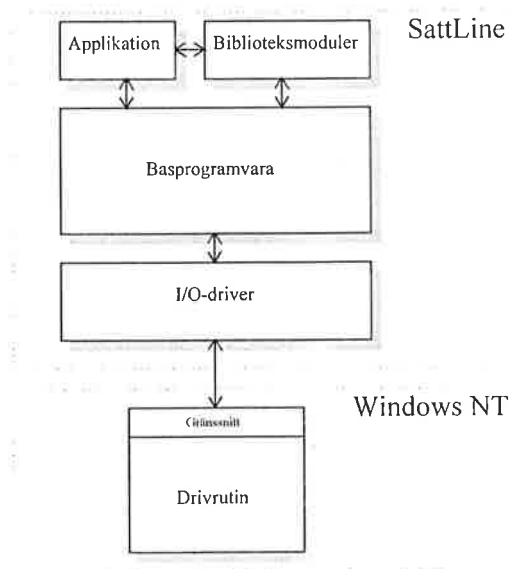 SattLine
Applikation
Biblioteksmoduler
Basprogramvara
I/O-driver
Windows NT
Gränssnitt
Drivrutin